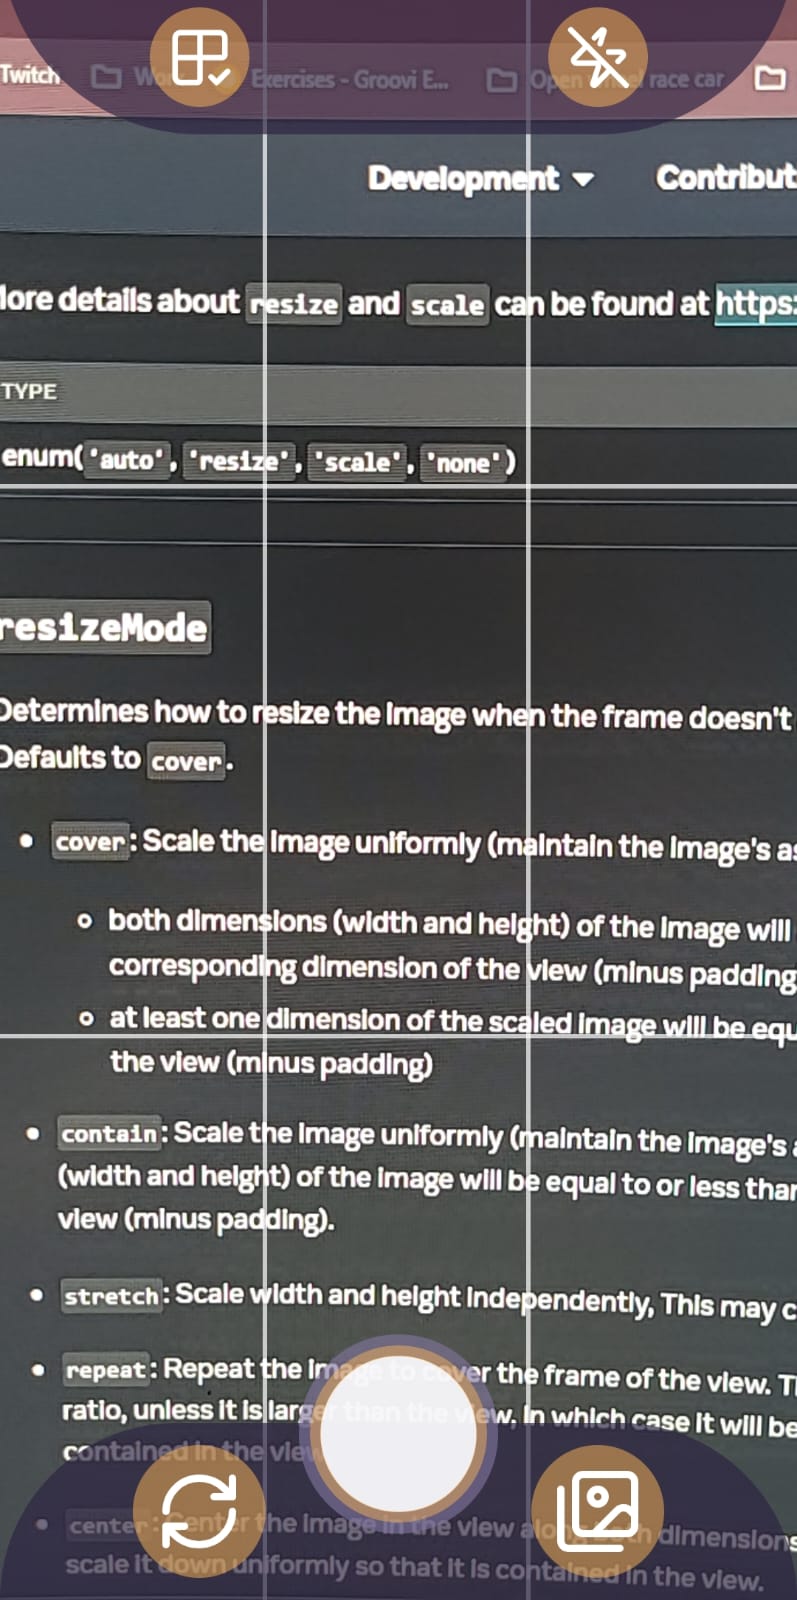 Twitch Exercises - Groovi E... Open race car
Development Contribut
ore details about resize and scale can be found at https:
TYPE
enum('auto', 'resize', 'scale', 'none')
resizeMode
Determines how to resize the image when the frame doesn't
Defaults to cover.
cover: Scale the image uniformly (maintain the image's as
both dimensions (width and height) of the image will
corresponding dimension of the view (minus padding
at least one dimension of the scaled image will be equ
the view (minus padding)
contain: Scale the image uniformly (maintain the image's a
(width and height) of the image will be equal to or less than
view (minus padding).
stretch: Scale width and height independently, This may c
repeat: Repeat the image to cover the frame of the view. T
ratio, unless it is larger than the view, in which case it will be
contained in the view
center: Center the image in the view along both dimensions
scale it down uniformly so that it is contained in the view.